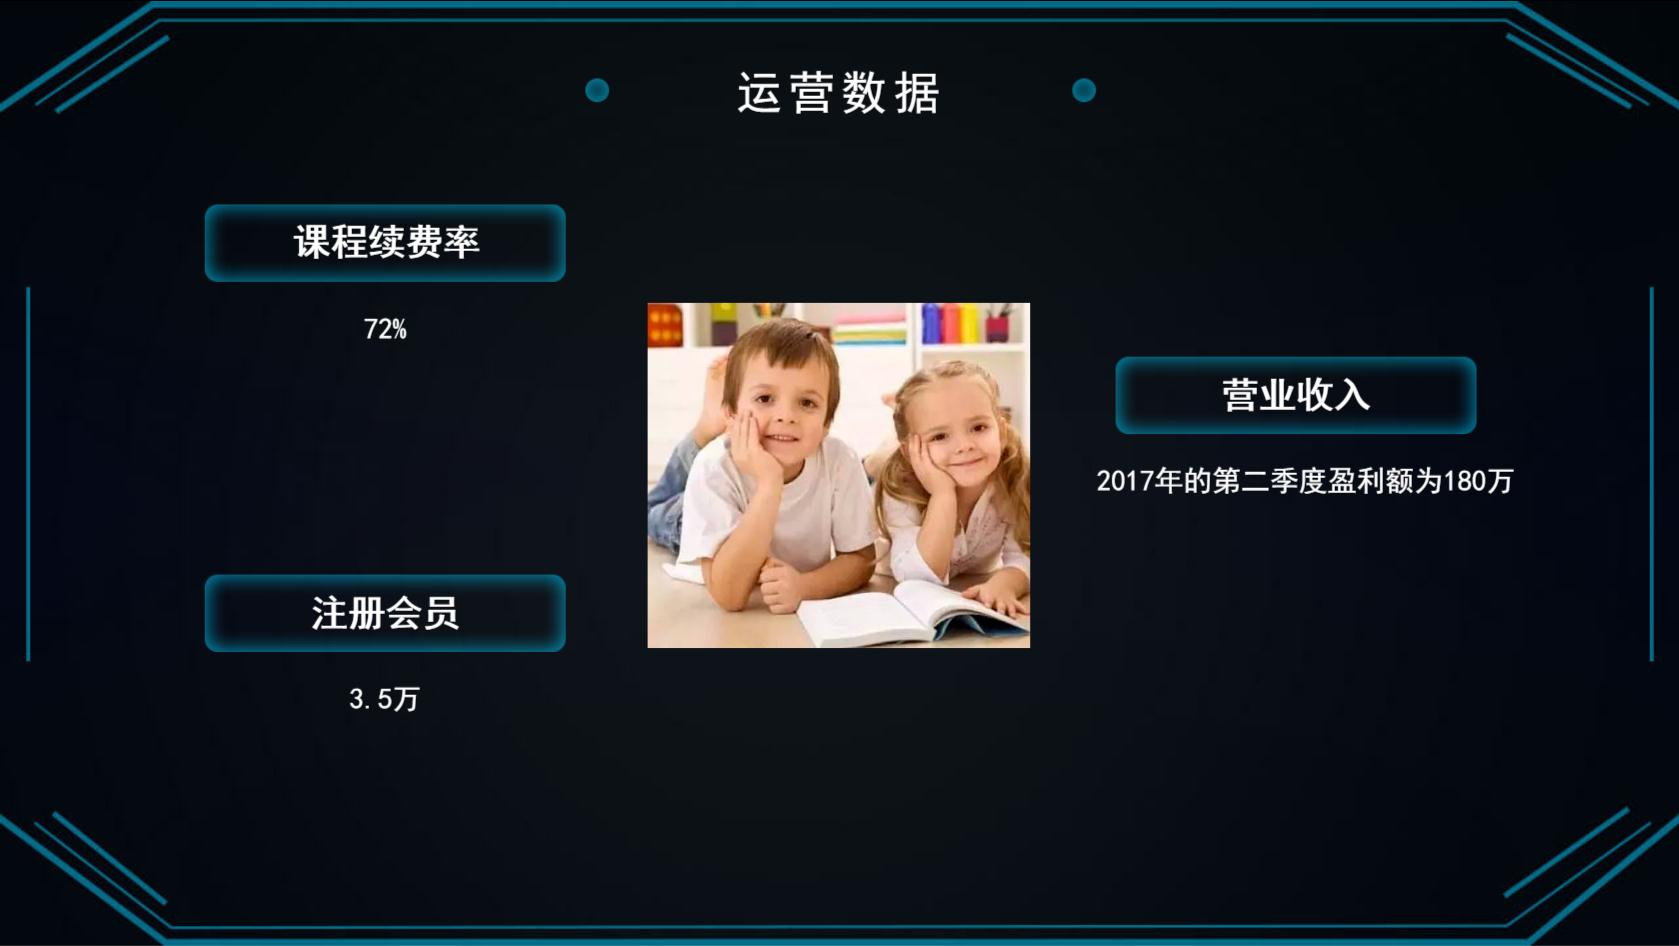 运营数据
课程续费率
72%
注册会员
3.5万
营业收入
2017年的第二季度盈利额为180万